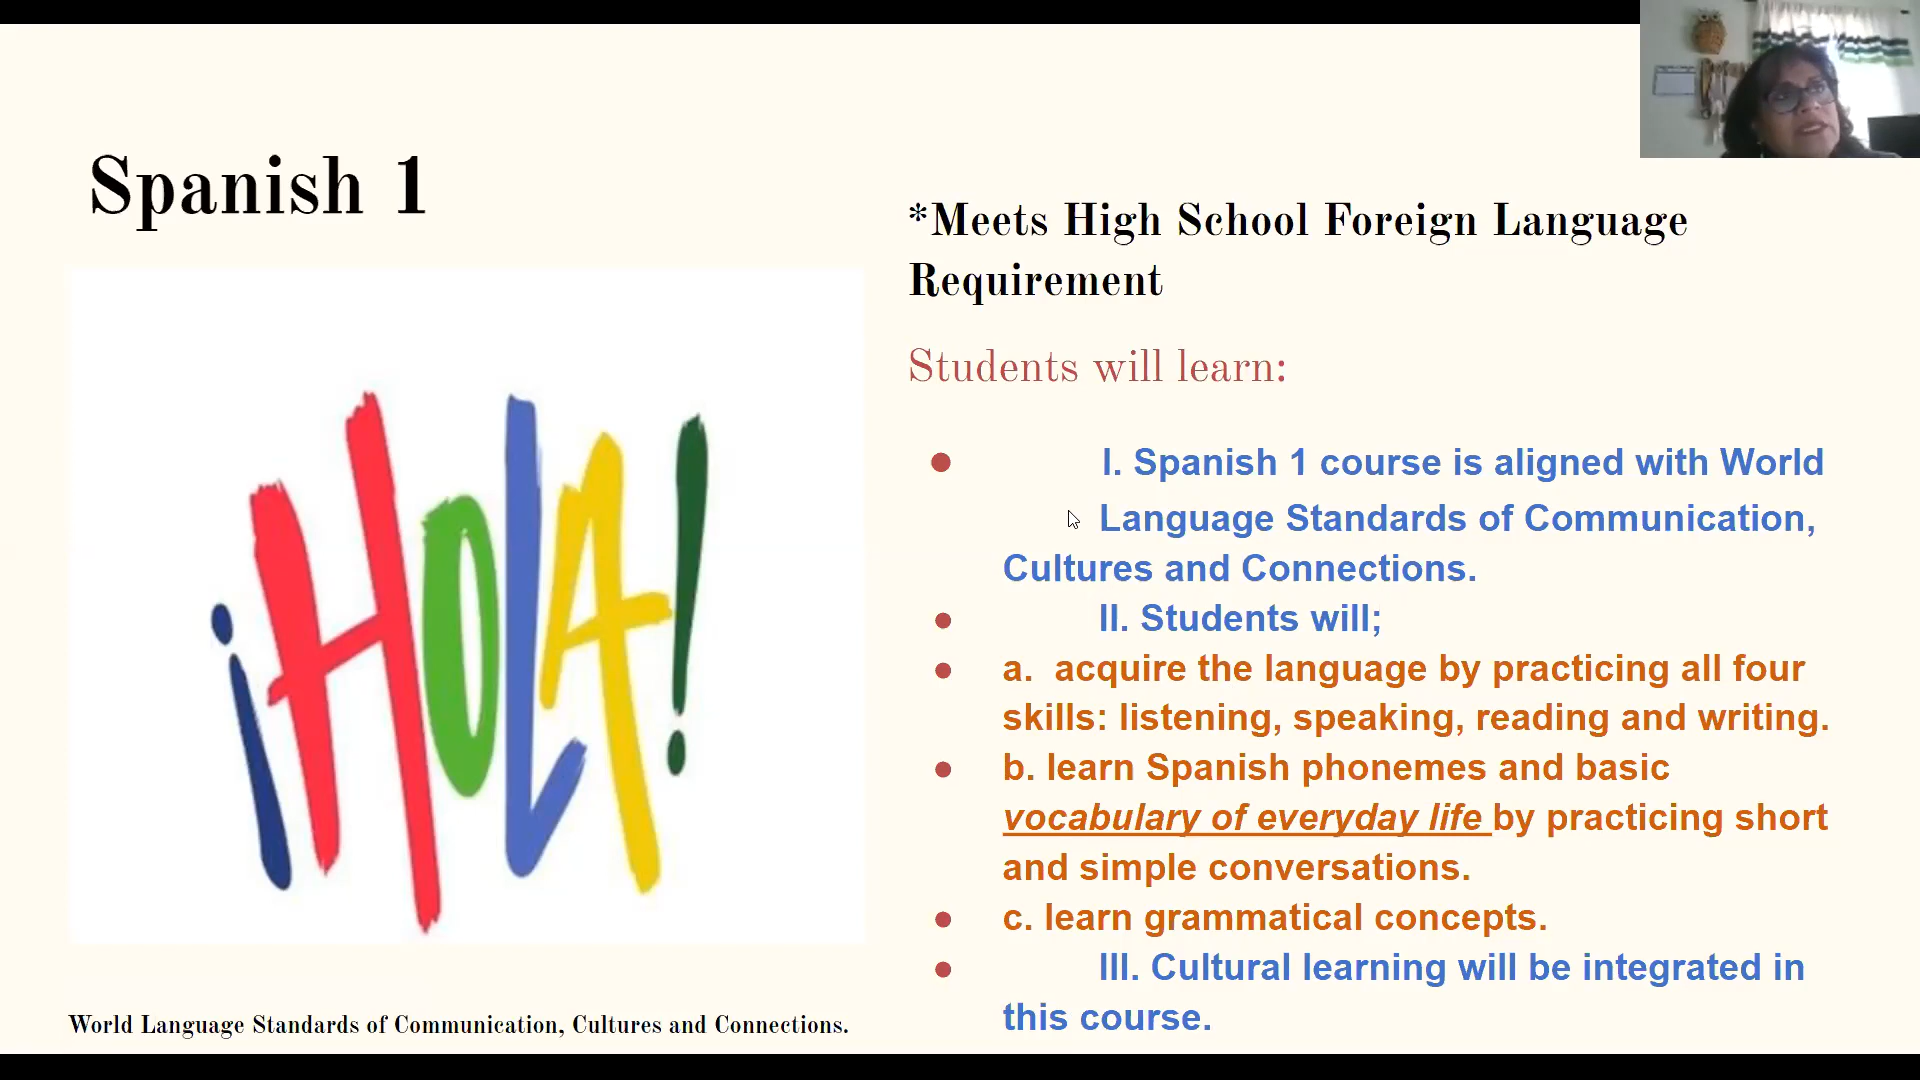 Spanish 1
¡HOLA!
World Language Standards of Communication, Cultures and Connections.
*Meets High School Foreign Language
Requirement
Students will learn:
● I. Spanish 1 course is aligned with World
Language Standards of Communication,
Cultures and Connections.
● II. Students will;
● a. acquire the language by practicing all four
skills: listening, speaking, reading and writing.
● b. learn Spanish phonemes and basic
vocabulary of everyday life by practicing short
and simple conversations.
● c. learn grammatical concepts.
● III. Cultural learning will be integrated in
this course.